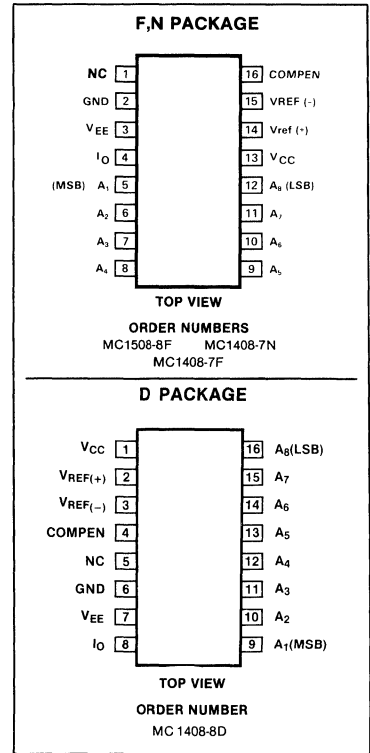 F,N PACKAGE
NC 1 16 COMPEN
GND 2 15 VREF (-)
VEE 3 14 Vref (+)
IO 4 13 VCC
(MSB) A1 5 12 A8 (LSB)
A2 6 11 A7
A3 7 10 A6
A4 8 9 A5
TOP VIEW
ORDER NUMBERS
MC1508-8F MC1408-7N
MC1408-7F
D PACKAGE
VCC 1 16 A8(LSB)
VREF(+) 2 15 A7
VREF(-) 3 14 A6
COMPEN 4 13 A5
NC 5 12 A4
GND 6 11 A3
VEE 7 10 A2
IO 8 9 A1(MSB)
TOP VIEW
ORDER NUMBER
MC 1408-8D